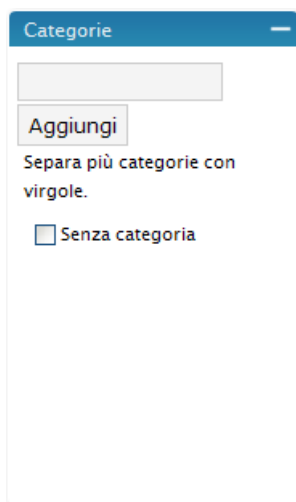 Categorie
Aggiungi
Separa più categorie con
virgole.
Senza categoria